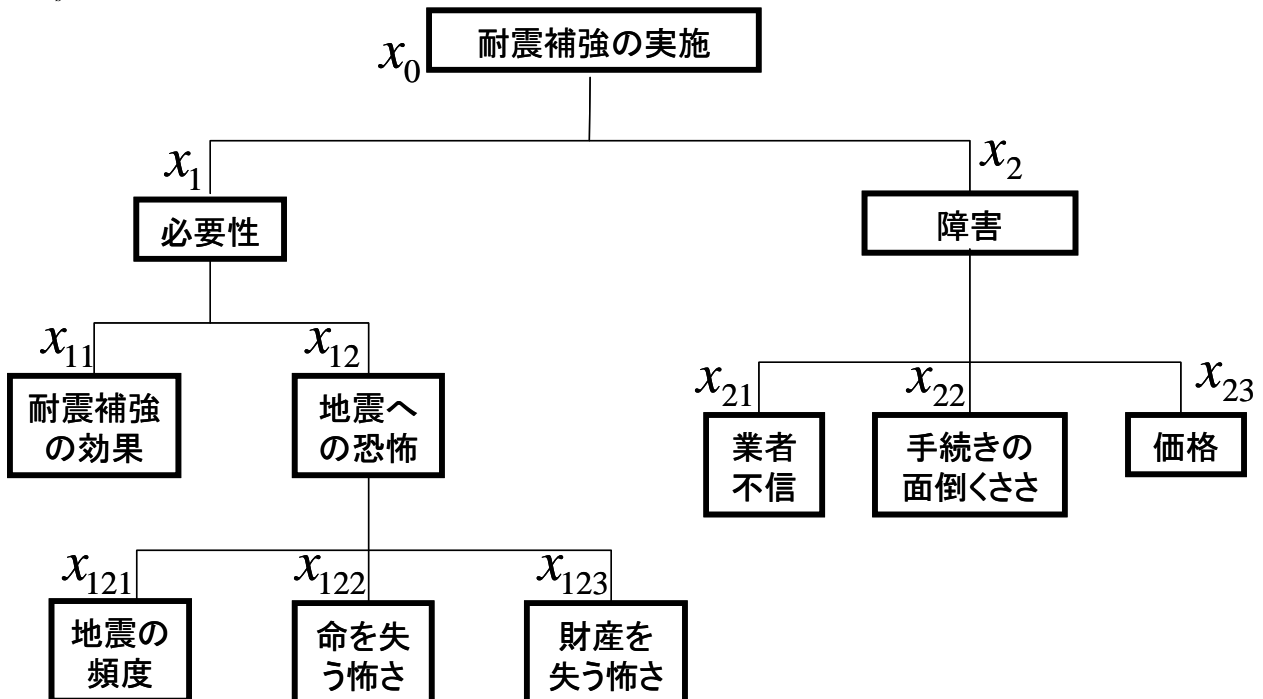 耐震補強の実施
x0
x1
x2
必要性
障害
x11
x12
x21
x22
x23
耐震補強
の効果
地震へ
の恐怖
業者
不信
手続きの
面倒くささ
価格
x121
x122
x123
地震の
頻度
命を失
う怖さ
財産を
失う怖さ